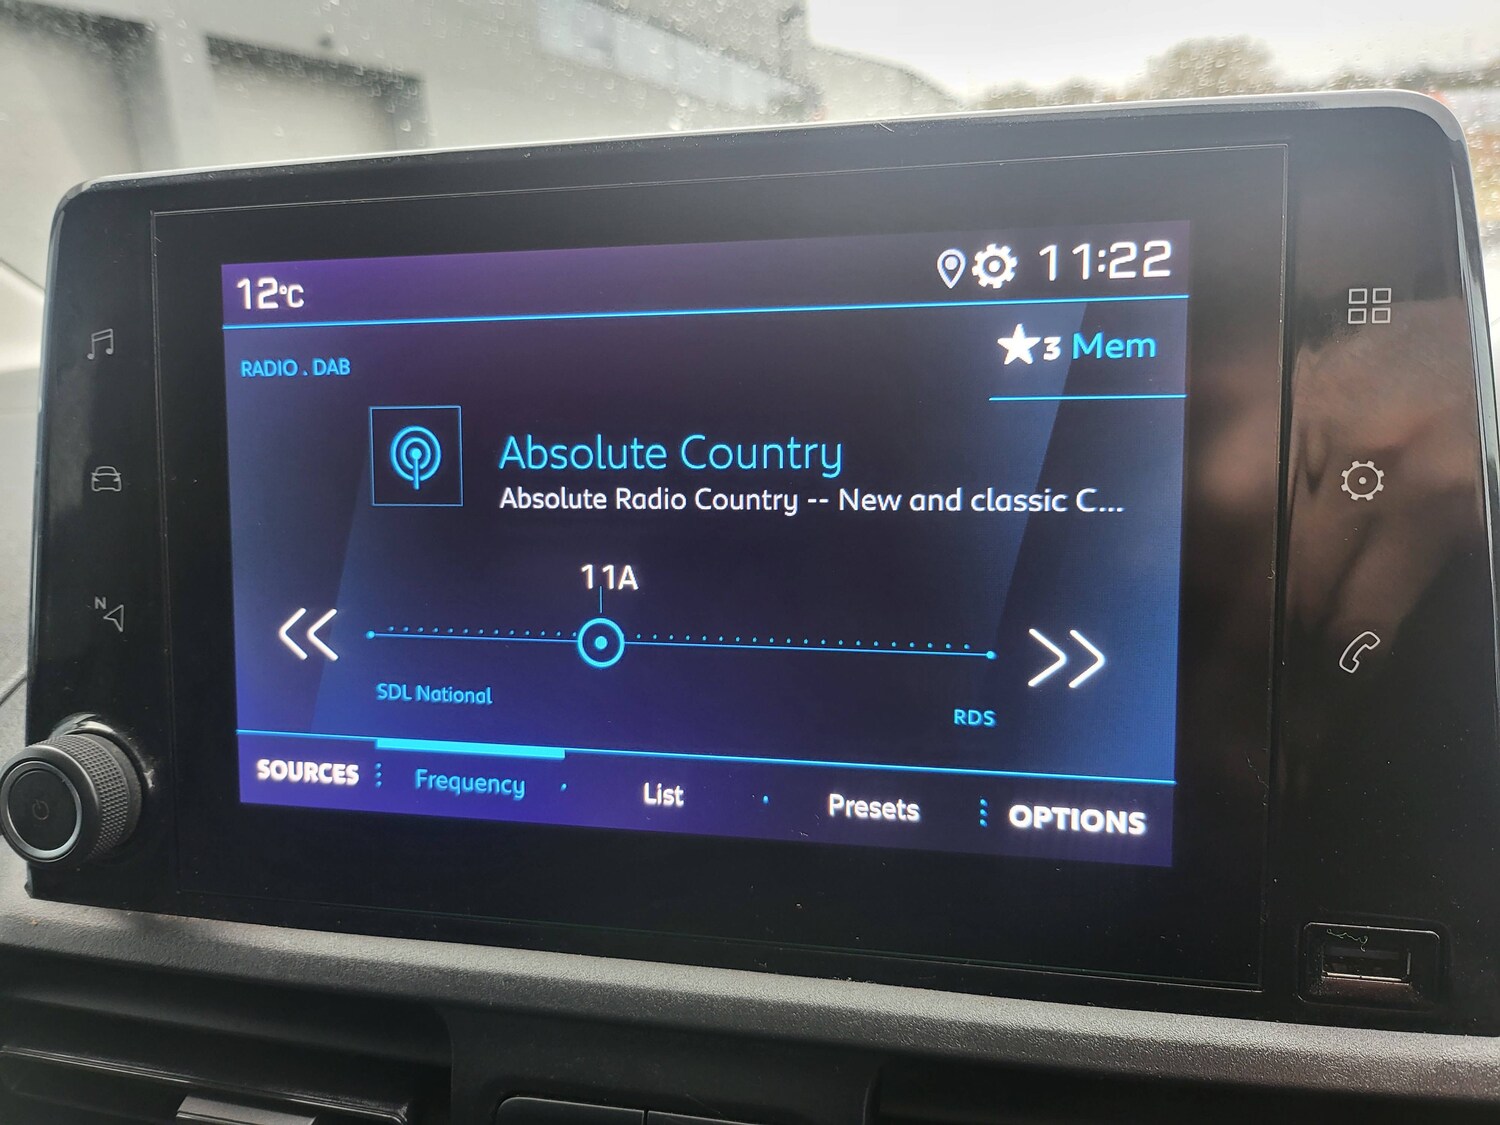 12°C
11:22
RADIO . DAB
3 Mem
Absolute Country
Absolute Radio Country -- New and classic C...
11A
N
SDL National
RDS
SOURCES
Frequency
List
Presets
OPTIONS